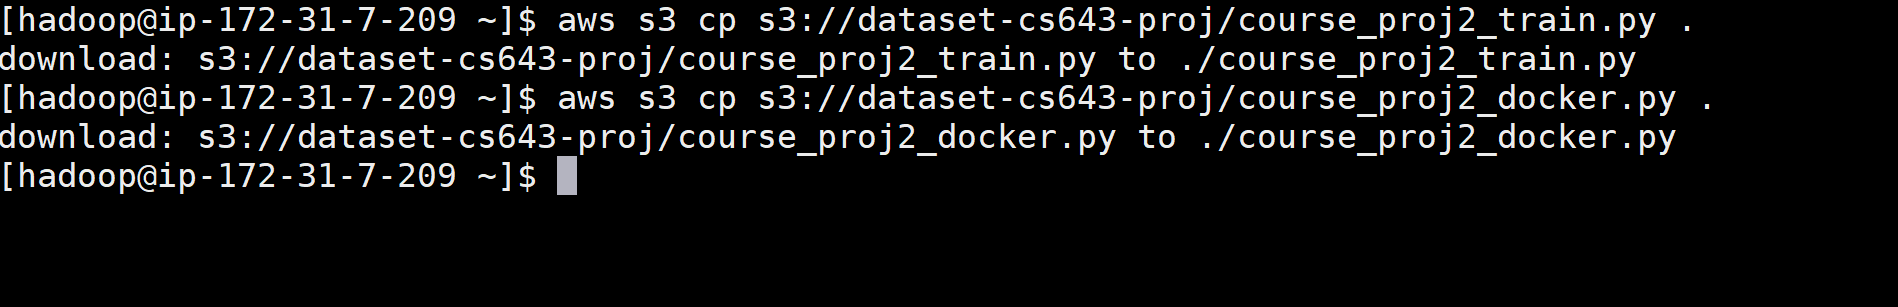 [hadoop@ip-172-31-7-209 ~]$ aws s3 cp s3://dataset-cs643-proj/course_proj2_train.py .
download: s3://dataset-cs643-proj/course_proj2_train.py to ./course_proj2_train.py
[hadoop@ip-172-31-7-209 ~]$ aws s3 cp s3://dataset-cs643-proj/course_proj2_docker.py .
download: s3://dataset-cs643-proj/course_proj2_docker.py to ./course_proj2_docker.py
[hadoop@ip-172-31-7-209 ~]$